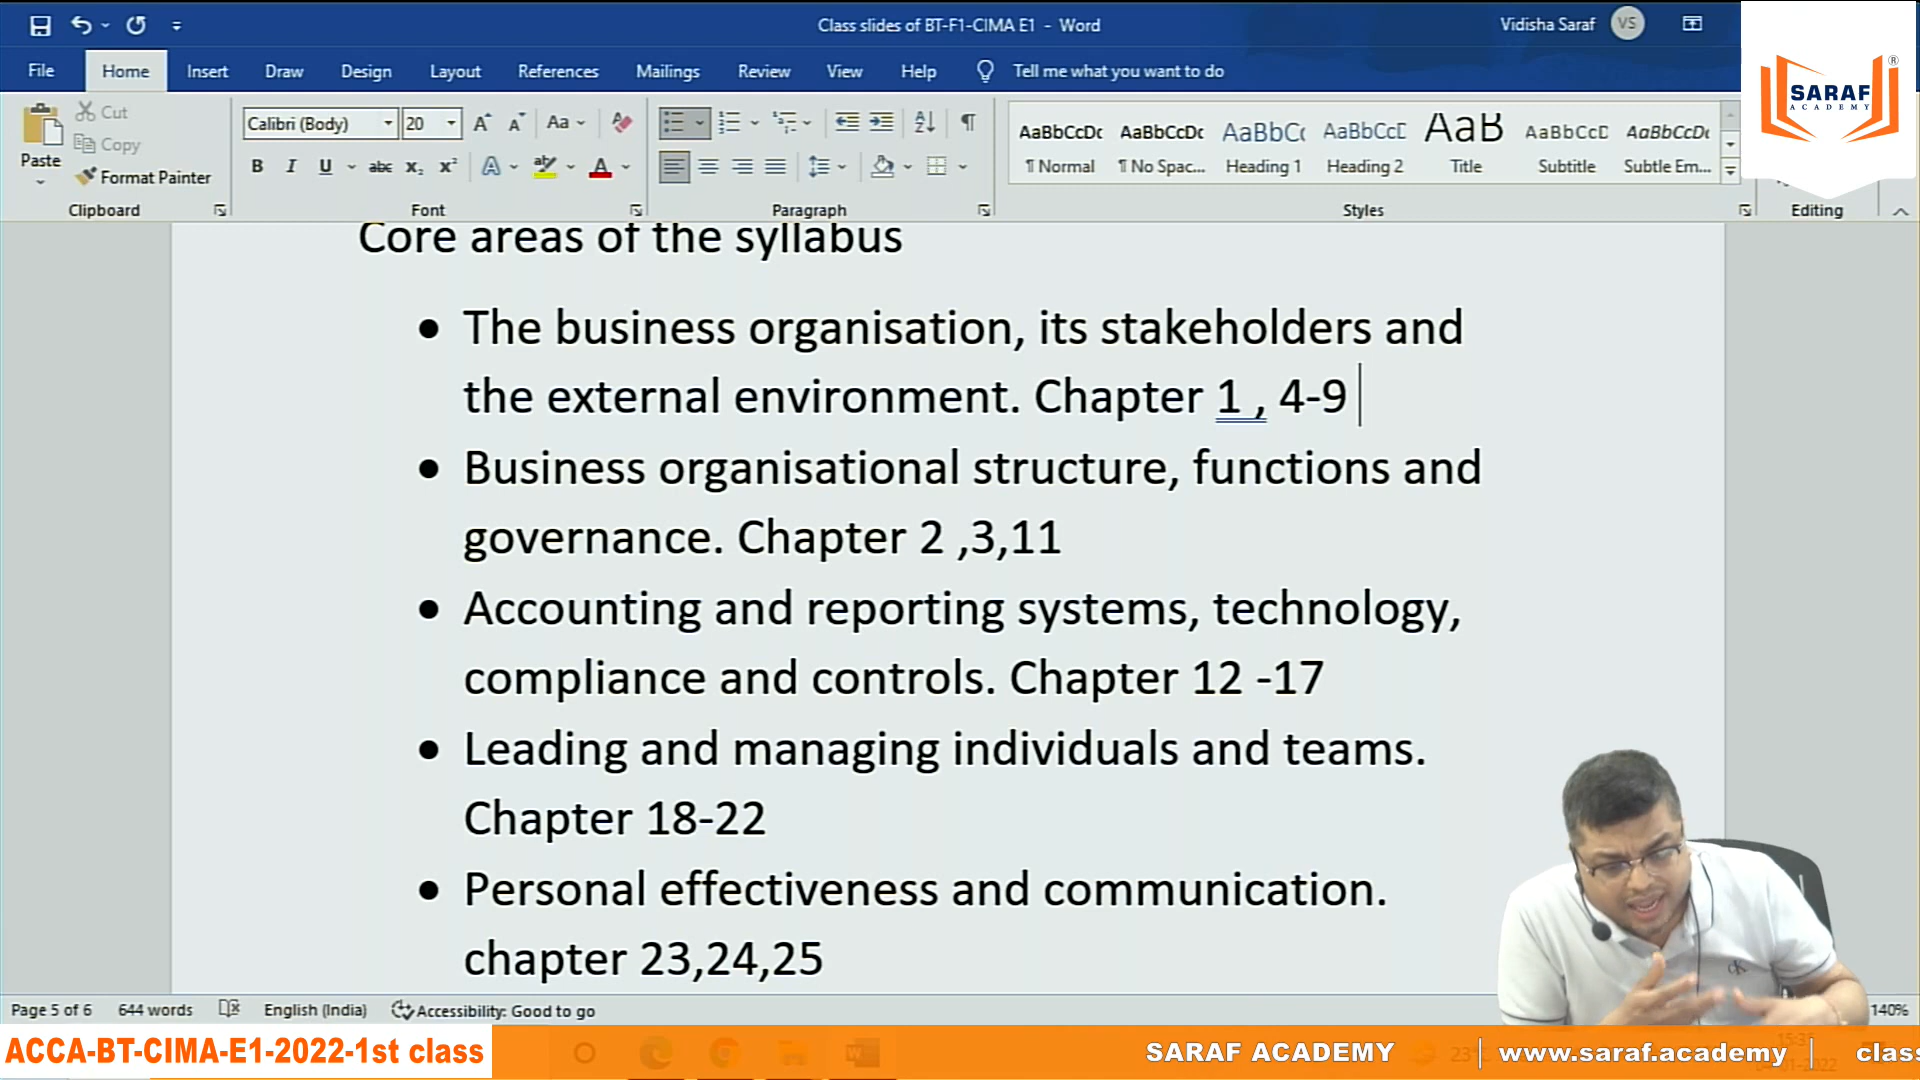 Class slides of BT-F1-CIMA E1 - Word
Vidisha Saraf VS
File Home Insert Draw Design Layout References Mailings Review View Help Tell me what you want to do
SARAF
ACADEMY
®
Paste
Cut
Copy
Format Painter
Clipboard
Calibri (Body) 20
Font
Paragraph
AaBbCcDc AaBbCcDc AaBbC AaBbCcD AaB AaBbCcD AaBbCcDc
¶ Normal ¶ No Spac... Heading 1 Heading 2 Title Subtitle Subtle Em...
Styles
Editing
Core areas of the syllabus
• The business organisation, its stakeholders and
the external environment. Chapter 1 , 4-9
• Business organisational structure, functions and
governance. Chapter 2 ,3,11
• Accounting and reporting systems, technology,
compliance and controls. Chapter 12 -17
• Leading and managing individuals and teams.
Chapter 18-22
• Personal effectiveness and communication.
chapter 23,24,25
Page 5 of 6 644 words English (India) Accessibility: Good to go 140%
ACCA-BT-CIMA-E1-2022-1st class
SARAF ACADEMY | www.saraf.academy | class